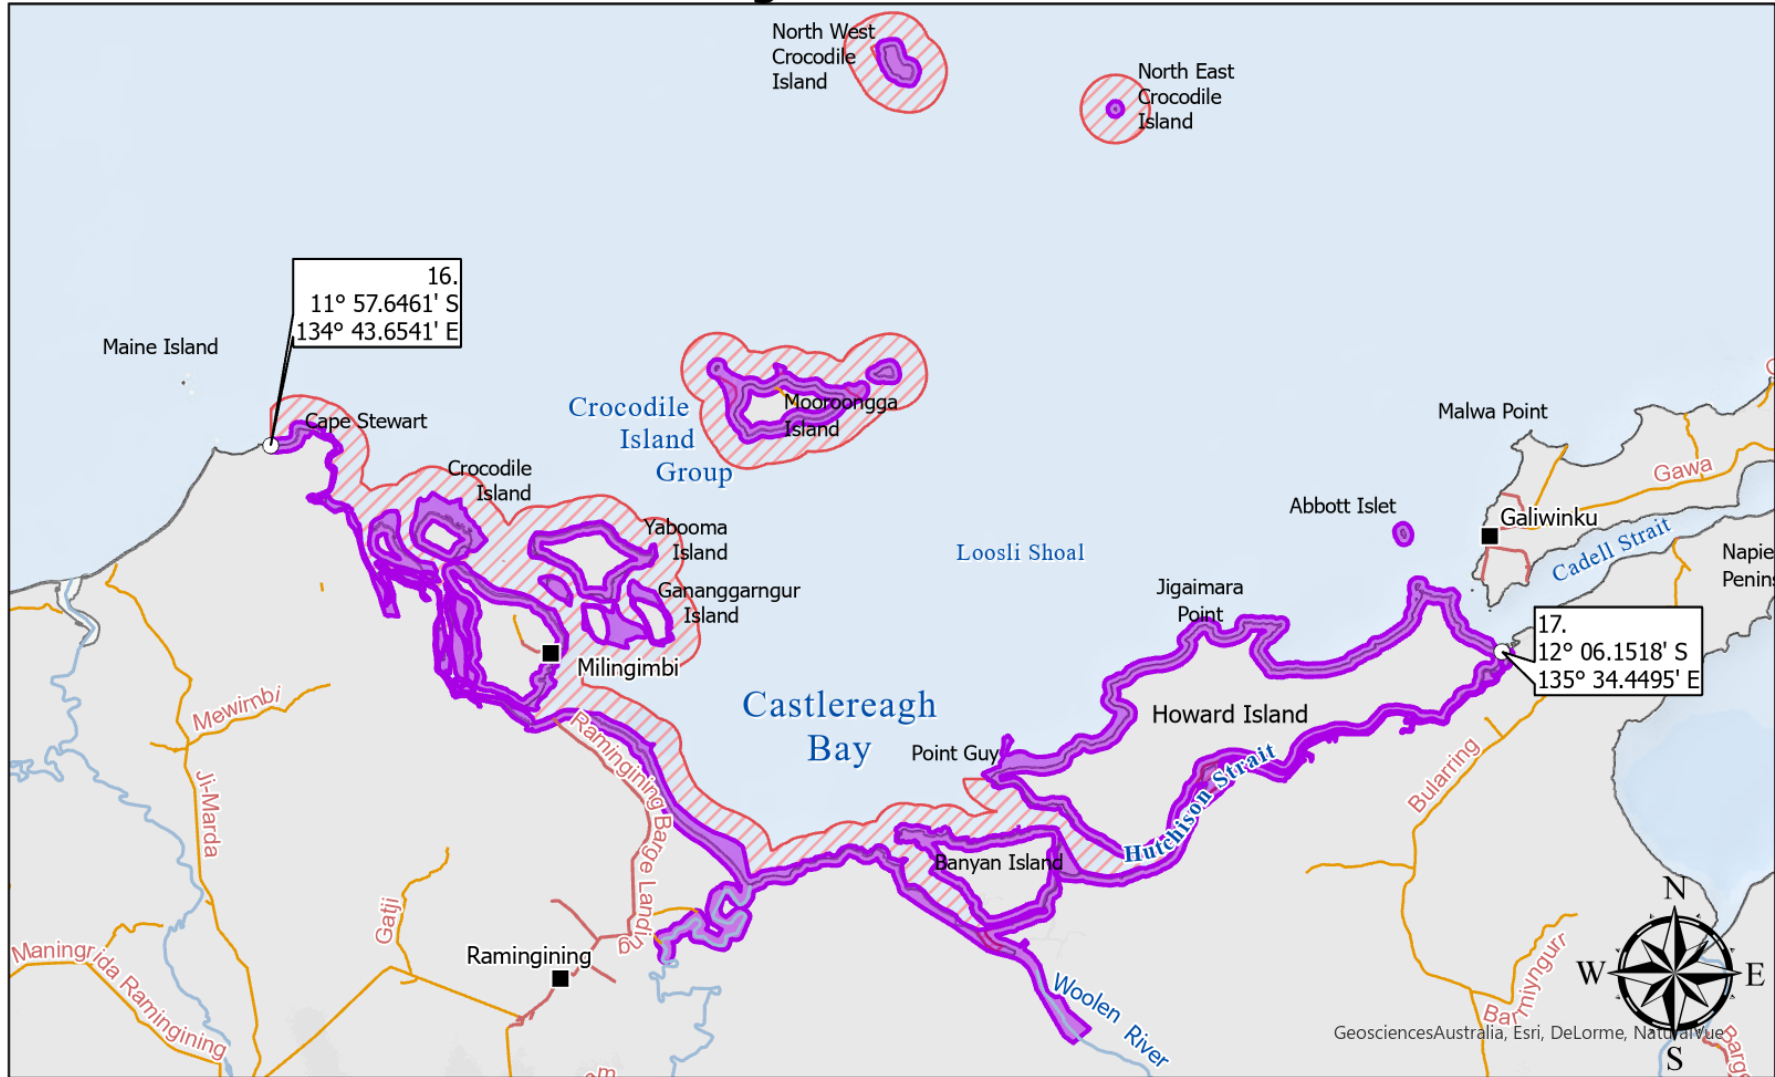 North West
Crocodile
Island
North East
Crocodile
Island
16.
11° 57.6461' S
134° 43.6541' E
Maine Island
Cape Stewart
Crocodile
Island
Group
Mooroongga
Island
Malwa Point
Gawa
Crocodile
Island
Yabooma
Island
Abbott Islet
Galiwinku
Cadell Strait
Loosli Shoal
Gananggarngur
Island
Jigaimara
Point
17.
12° 06.1518' S
135° 34.4495' E
Milingimbi
Mewirnbi
Castlereagh
Bay
Howard Island
Point Guy
Ramingining Barge Landing
Ji-Marda
Hutchison Strait
Bularring
Banyan Island
Gatji
Maningrida Ramingining
Ramingining
Woolen River
Barmiyngurr
N
W
E
S
GeosciencesAustralia, Esri, DeLorme, NaturalVue